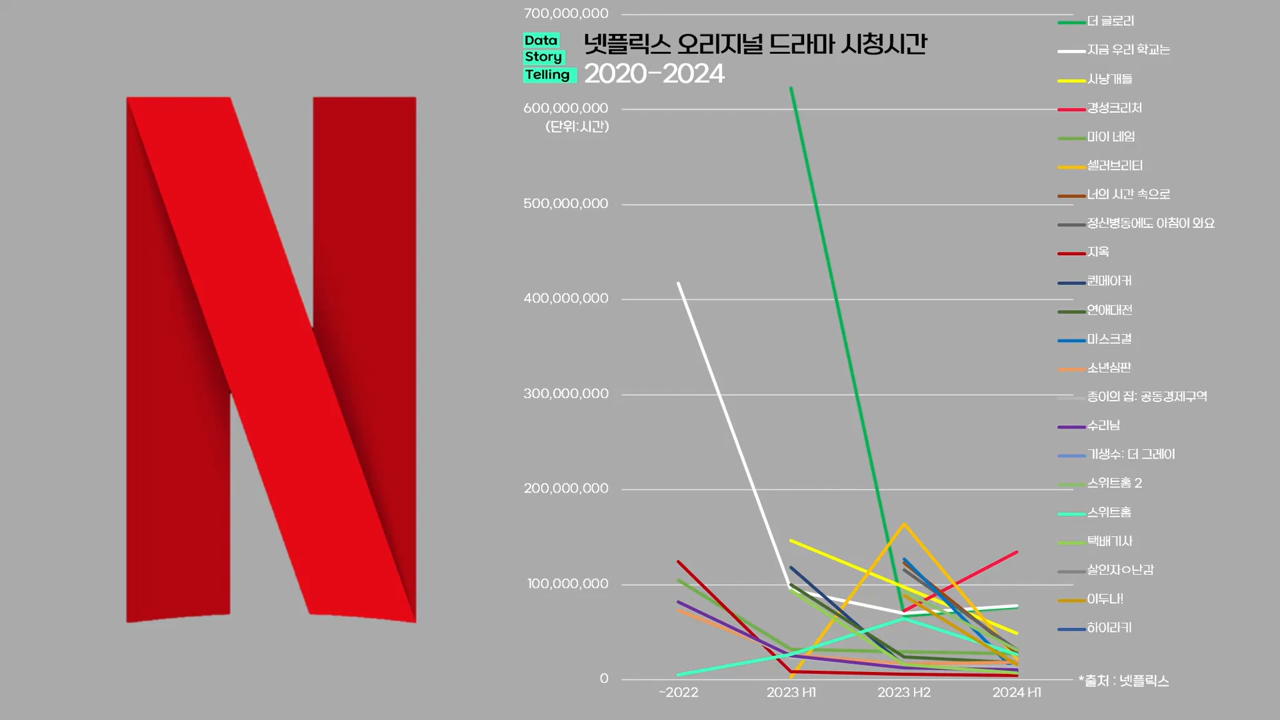 700,000,000
Data
Story
Telling
넷플릭스 오리지널 드라마 시청시간
2020-2024
600,000,000
(단위:시간)
500,000,000
400,000,000
300,000,000
200,000,000
100,000,000
0
~2022
2023 H1
2023 H2
2024 H1
더 글로리
지금 우리 학교는
사냥개들
경성크리처
마이 네임
셀러브리티
너의 시간 속으로
정신병동에도 아침이 와요
지옥
퀸메이커
연애대전
마스크걸
소년심판
종이의 집: 공동경제구역
수리남
기생수: 더 그레이
스위트홈 2
스위트홈
택배기사
살인자ㅇ난감
이두나!
하이라키
*출처 : 넷플릭스